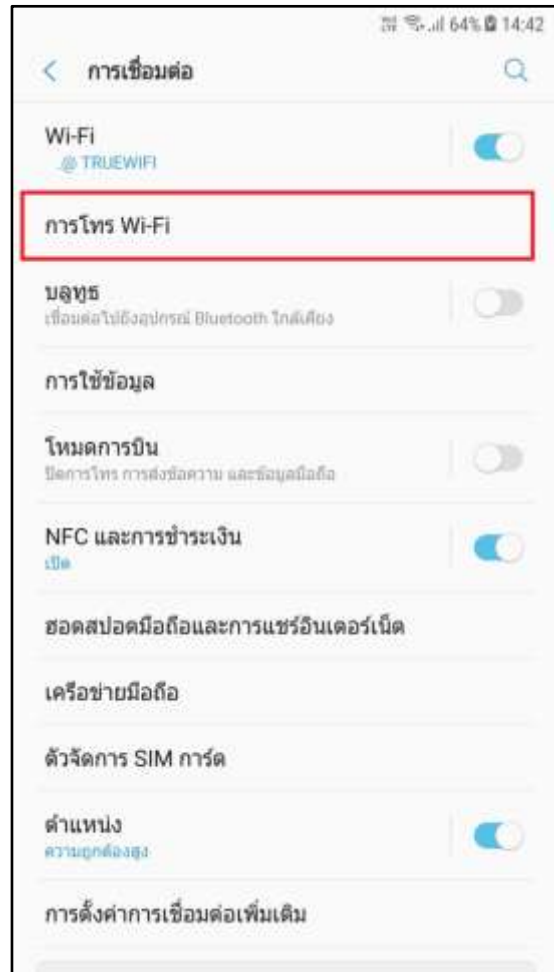 64% 14:42
การเชื่อมต่อ
Wi-Fi
.@ TRUEWIFI
การโทร Wi-Fi
บลูทูธ
เชื่อมต่อไปยังอุปกรณ์ Bluetooth ใกล้เคียง
การใช้ข้อมูล
โหมดการบิน
ปิดการโทร การส่งข้อความ และข้อมูลมือถือ
NFC และการชำระเงิน
เปิด
ฮอตสปอตมือถือและการแชร์อินเตอร์เน็ต
เครือข่ายมือถือ
ตัวจัดการ SIM การ์ด
ตำแหน่ง
ความถูกต้องสูง
การตั้งค่าการเชื่อมต่อเพิ่มเติม